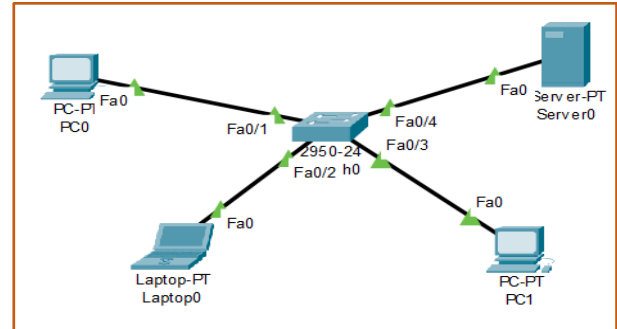 Fa0
PC-PT
PC0
Fa0/1
Fa0
Server-PT
Server0
Fa0/4
Fa0/3
2950-24
Fa0/2
h0
Fa0
Laptop-PT
Laptop0
Fa0
PC-PT
PC1